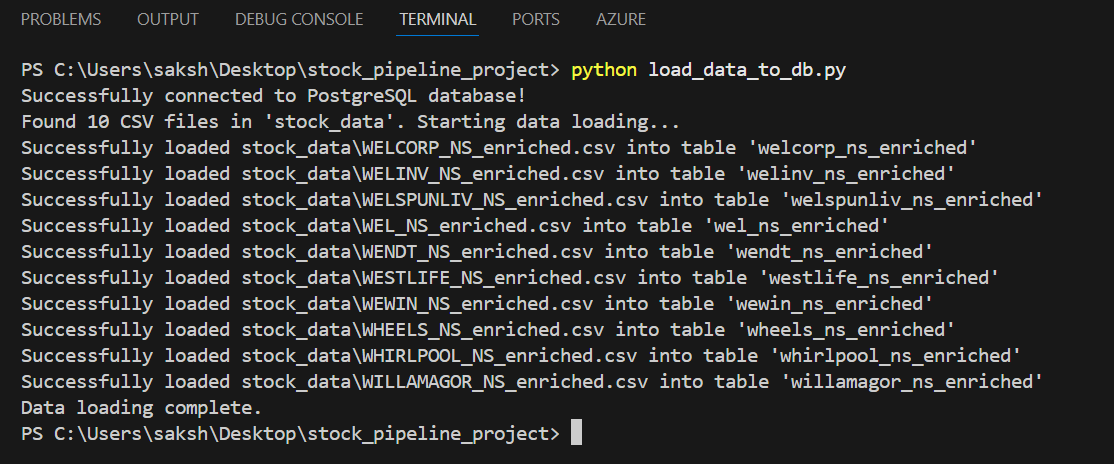 PROBLEMS OUTPUT DEBUG CONSOLE TERMINAL PORTS AZURE
PS C:\Users\saksh\Desktop\stock_pipeline_project> python load_data_to_db.py
Successfully connected to PostgreSQL database!
Found 10 CSV files in 'stock_data'. Starting data loading...
Successfully loaded stock_data\WELCORP_NS_enriched.csv into table 'welcorp_ns_enriched'
Successfully loaded stock_data\WELINV_NS_enriched.csv into table 'welinv_ns_enriched'
Successfully loaded stock_data\WELSPUNLIV_NS_enriched.csv into table 'welspunliv_ns_enriched'
Successfully loaded stock_data\WEL_NS_enriched.csv into table 'wel_ns_enriched'
Successfully loaded stock_data\WENDT_NS_enriched.csv into table 'wendt_ns_enriched'
Successfully loaded stock_data\WESTLIFE_NS_enriched.csv into table 'westlife_ns_enriched'
Successfully loaded stock_data\WEWIN_NS_enriched.csv into table 'wewin_ns_enriched'
Successfully loaded stock_data\WHEELS_NS_enriched.csv into table 'wheels_ns_enriched'
Successfully loaded stock_data\WHIRLPOOL_NS_enriched.csv into table 'whirlpool_ns_enriched'
Successfully loaded stock_data\WILLAMAGOR_NS_enriched.csv into table 'willamagor_ns_enriched'
Data loading complete.
PS C:\Users\saksh\Desktop\stock_pipeline_project>